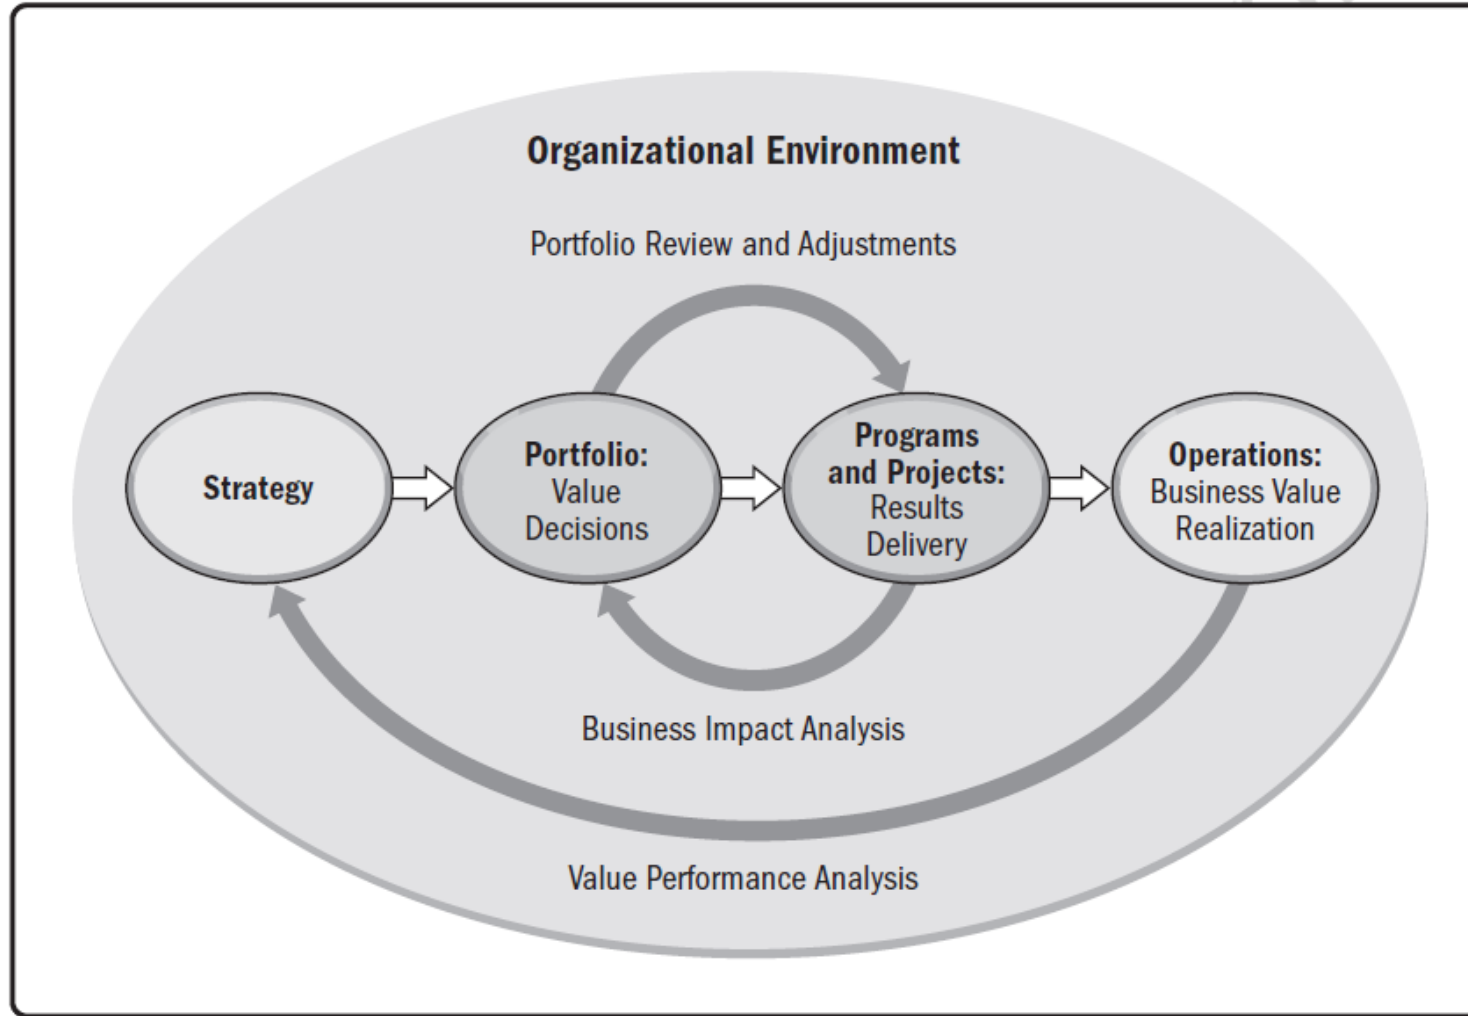 Organizational Environment
Portfolio Review and Adjustments
Strategy
Portfolio:
Value
Decisions
Programs
and Projects:
Results
Delivery
Operations:
Business Value
Realization
Business Impact Analysis
Value Performance Analysis